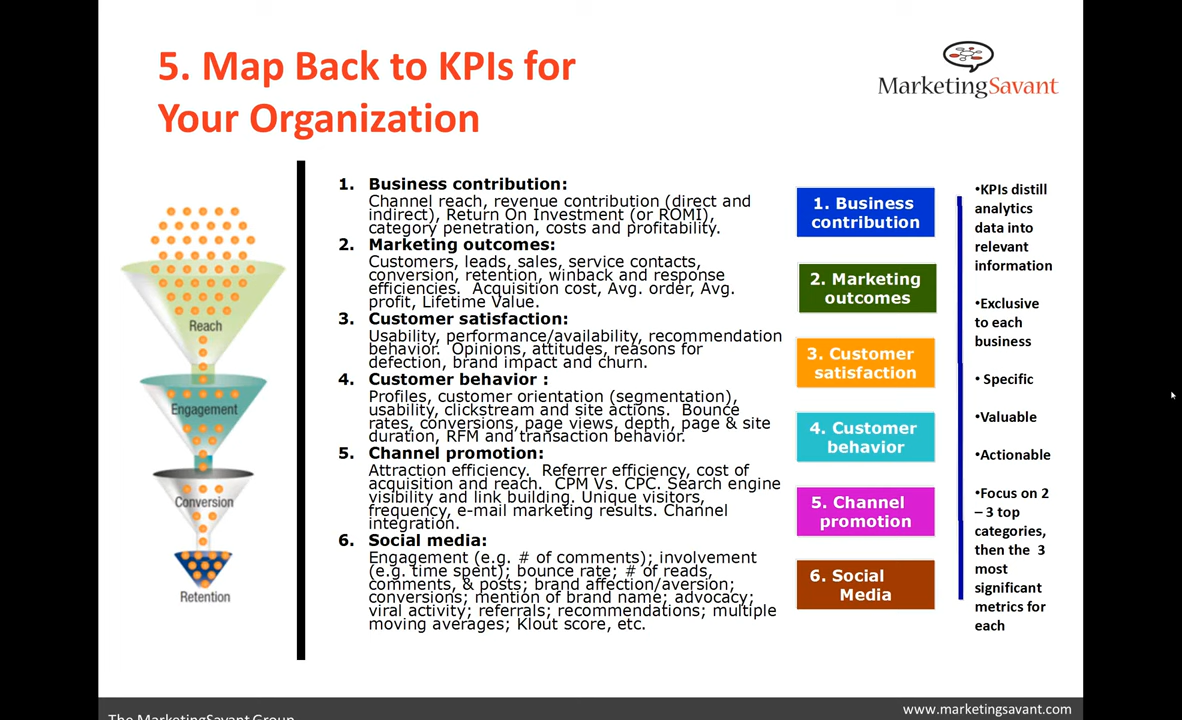 5. Map Back to KPIs for
Your Organization
MarketingSavant
Reach
Engagement
Conversion
Retention
1. Business contribution:
Channel reach, revenue contribution (direct and
indirect), Return On Investment (or ROMI),
category penetration, costs and profitability.
2. Marketing outcomes:
Customers, leads, sales, service contacts,
conversion, retention, winback and response
efficiencies. Acquisition cost, Avg. order, Avg.
profit, Lifetime Value.
3. Customer satisfaction:
Usability, performance/availability, recommendation
behavior. Opinions, attitudes, reasons for
defection, brand impact and churn.
4. Customer behavior :
Profiles, customer orientation (segmentation),
usability, clickstream and site actions. Bounce
rates, conversions, page views, depth, page & site
duration, RFM and transaction behavior.
5. Channel promotion:
Attraction efficiency. Referrer efficiency, cost of
acquisition and reach. CPM Vs. CPC. Search engine
visibility and link building. Unique visitors,
frequency, e-mail marketing results. Channel
integration.
6. Social media:
Engagement (e.g. # of comments); involvement
(e.g. time spent); bounce rate; # of reads,
comments, & posts; brand affection/aversion;
conversions; mention of brand name; advocacy;
viral activity; referrals; recommendations; multiple
moving averages; Klout score, etc.
1. Business
contribution
2. Marketing
outcomes
3. Customer
satisfaction
4. Customer
behavior
5. Channel
promotion
6. Social
Media
•KPIs distill
analytics
data into
relevant
information
•Exclusive
to each
business
• Specific
•Valuable
•Actionable
•Focus on 2
– 3 top
categories,
then the 3
most
significant
metrics for
each
The MarketingSavant Group
www.marketingsavant.com